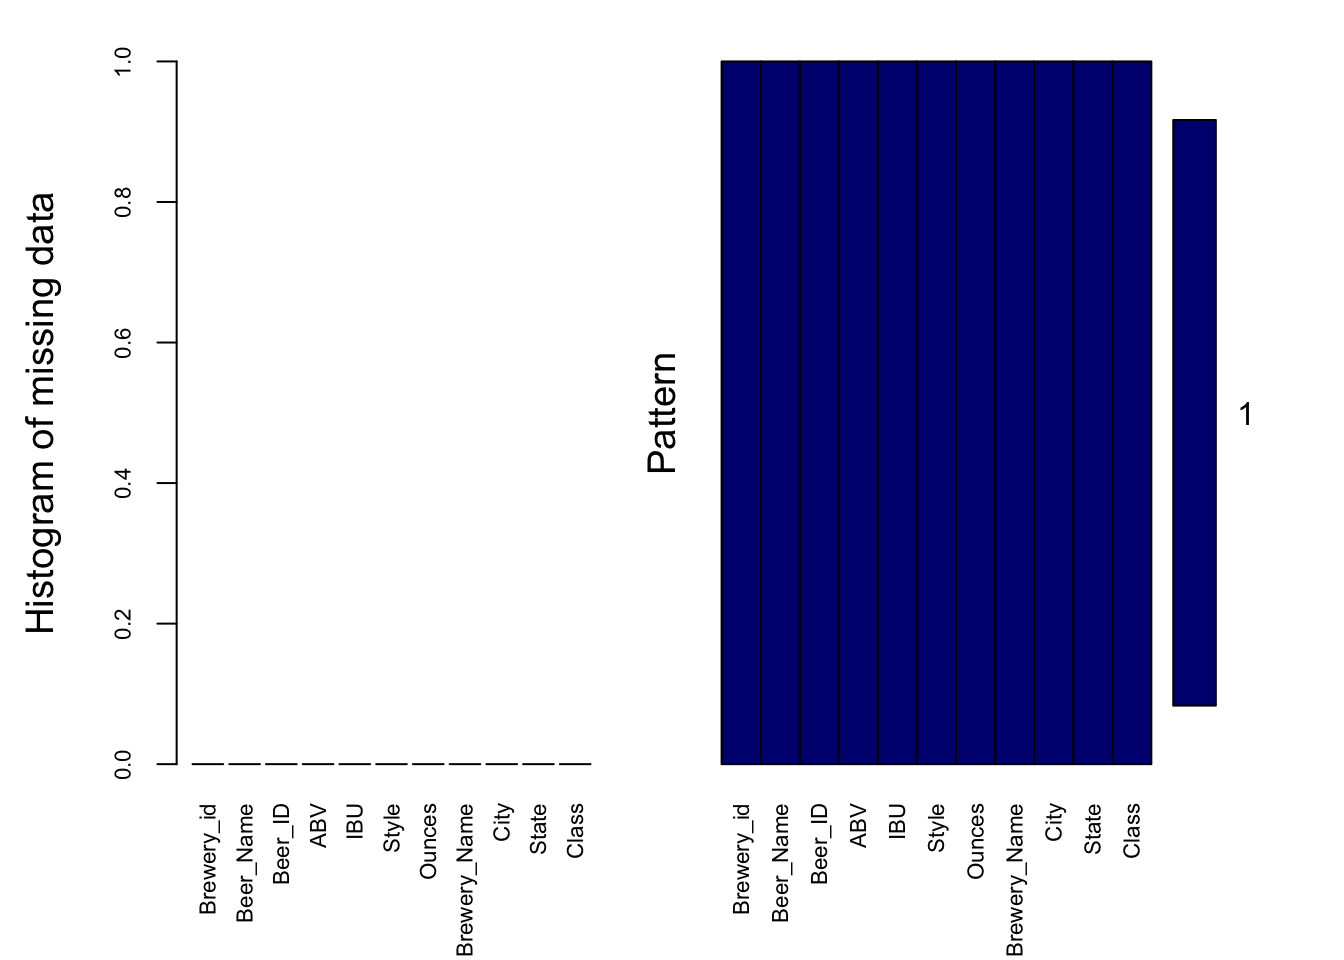 Histogram of missing data
1.0
0.8
0.6
0.4
0.2
0.0
Brewery_id
Beer_Name
Beer_ID
ABV
IBU
Style
Ounces
Brewery_Name
City
State
Class
Pattern
Brewery_id
Beer_Name
Beer_ID
ABV
IBU
Style
Ounces
Brewery_Name
City
State
Class
1